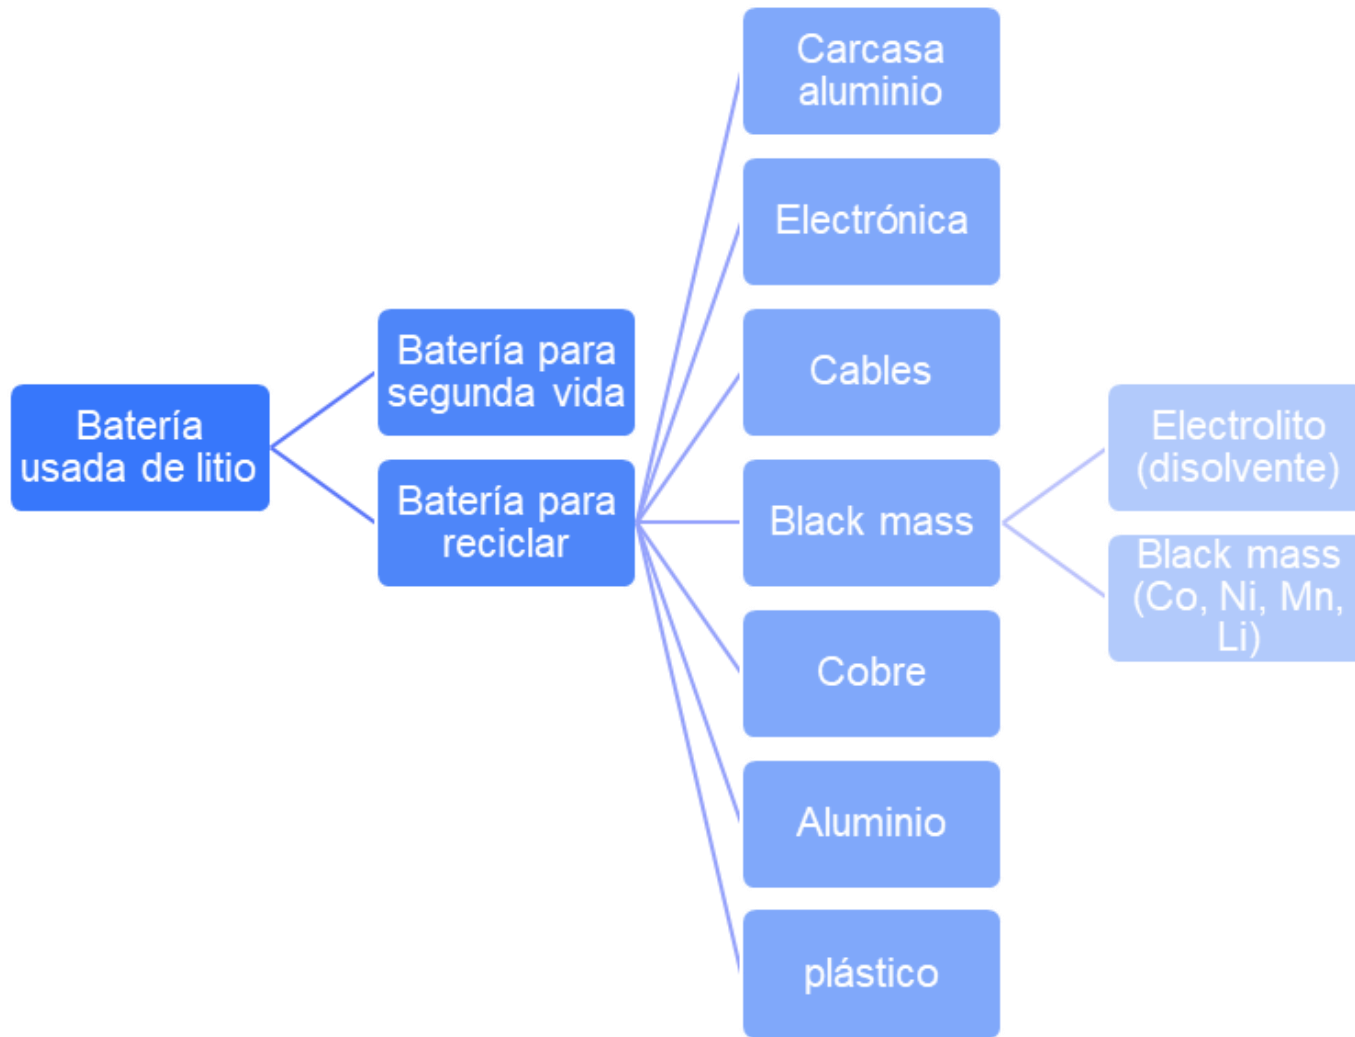 Batería
usada de litio
Batería para
segunda vida
Batería para
reciclar
Carcasa
aluminio
Electrónica
Cables
Black mass
Cobre
Aluminio
plástico
Electrolito
(disolvente)
Black mass
(Co, Ni, Mn,
Li)